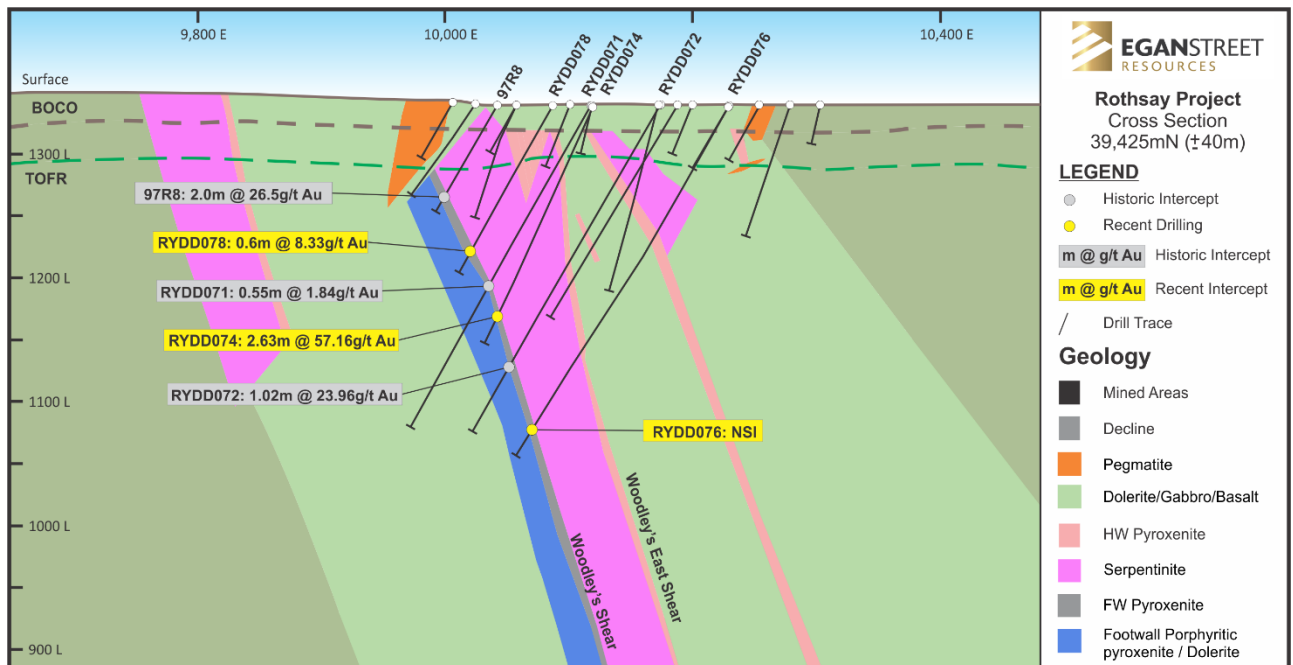 9,800 E
10,000 E
10,400 E
Surface
BOCO
1300 L
TOFR
1200 L
1100 L
1000 L
900 L
97R8
RYDD078
RYDD071
RYDD074
RYDD072
RYDD076
97R8: 2.0m @ 26.5g/t Au
RYDD078: 0.6m @ 8.33g/t Au
RYDD071: 0.55m @ 1.84g/t Au
RYDD074: 2.63m @ 57.16g/t Au
RYDD072: 1.02m @ 23.96g/t Au
RYDD076: NSI
Woodley's Shear
Woodley's East Shear
EGANSTREET
RESOURCES
Rothsay Project
Cross Section
39,425mN (±40m)
LEGEND
Historic Intercept
Recent Drilling
m @ g/t Au Historic Intercept
m @ g/t Au Recent Intercept
Drill Trace
Geology
Mined Areas
Decline
Pegmatite
Dolerite/Gabbro/Basalt
HW Pyroxenite
Serpentinite
FW Pyroxenite
Footwall Porphyritic
pyroxenite / Dolerite